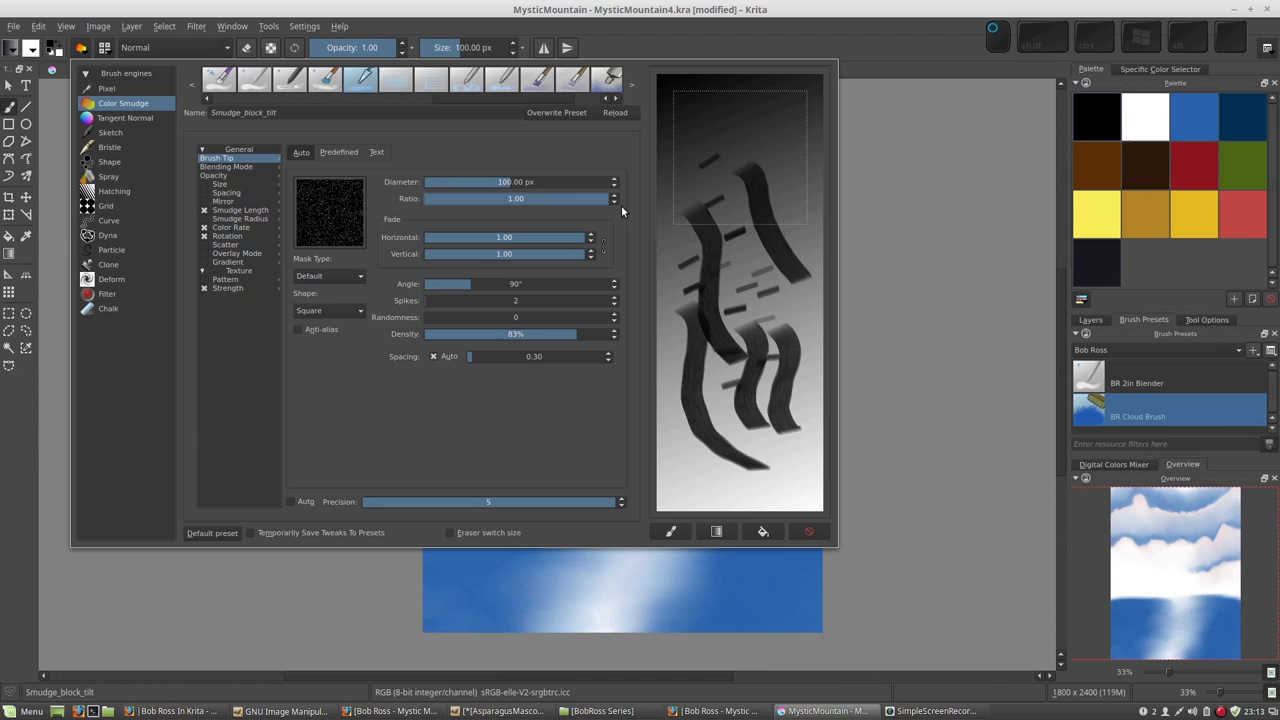 MysticMountain - MysticMountain4.kra [modified] – Krita
File Edit View Image Layer Select Filter Window Tools Settings Help
Normal
Opacity: 1.00
Size: 100.00 px
shift
ctrl
alt
Brush engines
Pixel
Color Smudge
Tangent Normal
Sketch
Bristle
Shape
Spray
Hatching
Grid
Curve
Dyna
Particle
Clone
Deform
Filter
Chalk
Name: Smudge_block_tilt
Overwrite Preset
Reload
General
Brush Tip
Blending Mode
Opacity
Size
Spacing
Mirror
Smudge Length
Smudge Radius
Color Rate
Rotation
Scatter
Overlay Mode
Gradient
Texture
Pattern
Strength
Auto Predefined Text
Diameter: 100.00 px
Ratio: 1.00
Fade
Horizontal: 1.00
Vertical: 1.00
Mask Type:
Default
Shape:
Square
Anti-alias
Angle: 90°
Spikes: 2
Randomness: 0
Density: 83%
Spacing: Auto 0.30
Auto Precision: 5
Default preset
Temporarily Save Tweaks To Presets
Eraser switch size
Palette
Specific Color Selector
Palette
Layers Brush Presets Tool Options
Brush Presets
Bob Ross
BR 2in Blender
BR Cloud Brush
Enter resource filters here
Digital Colors Mixer Overview
Overview
33%
Smudge_block_tilt
RGB (8-bit integer/channel) sRGB-elle-V2-srgbtrc.icc
1800 x 2400 (119M)
33%
Menu
[Bob Ross In Krita - ...
GNU Image Manipul...
[Bob Ross - Mystic M...
[*[AsparagusMasco...
[BobRoss Series]
[Bob Ross - Mystic ...
MysticMountain - M...
SimpleScreenRecor...
2
23:13